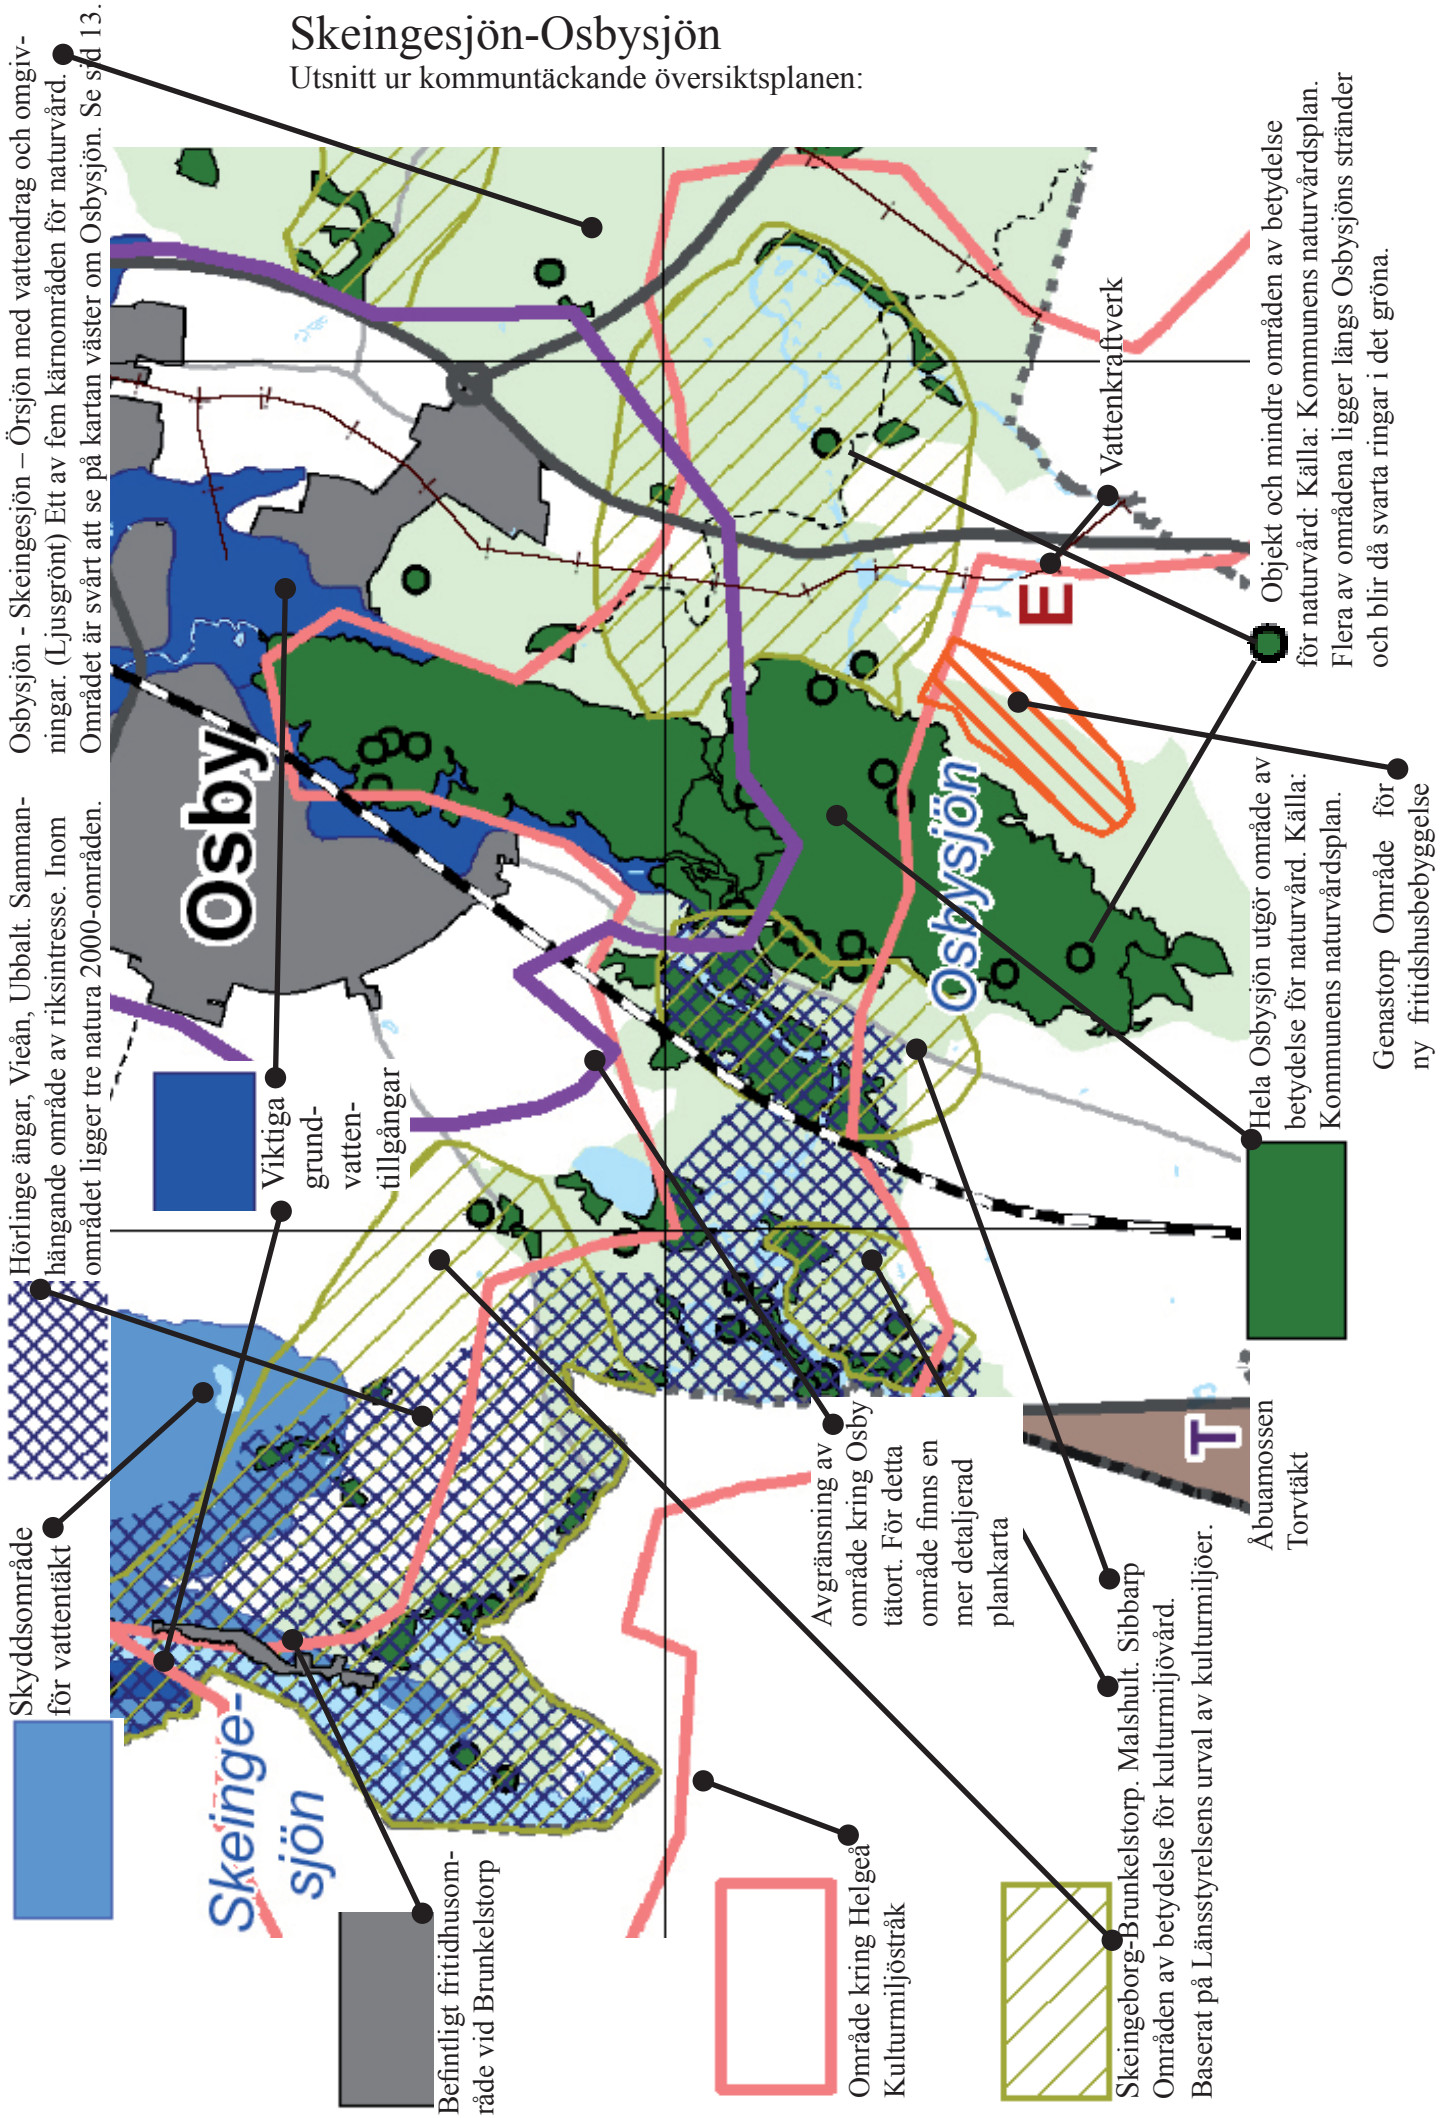 Skeingesjön-Osbysjön
Utsnitt ur kommuntäckande översiktsplanen:
Osbysjön - Skeingesjön – Örsjön med vattendrag och omgiv-
ningar (Ljusgrönt) Ett av fem kärnområden för naturvård.
Området är svårt att se på kartan väster om Osbysjön. Se sid 13.
Hörlinge ängar, Vieån, Ubbalt. Samman-
hängande område av riksintresse. Inom
området ligger tre natura 2000-områden.
Skyddsområde
för vattentäkt
Viktiga
grund-
vatten-
tillgångar
Osby
Osbysjön
Skeinge-
sjön
E
T
Vattenkraftverk
Objekt och mindre områden av betydelse
för naturvård. Källa: Kommunens naturvårdsplan.
Flera av områdena ligger längs Osbysjöns stränder
och blir då svarta ringar i det gröna.
Hela Osbysjön utgör område av
betydelse för naturvård. Källa:
Kommunens naturvårdsplan.
Genastorp Område för
ny fritidshusbebyggelse
Avgränsning av
område kring Osby
tätort. För detta
område finns en
mer detaljerad
plankarta
Åbuamossen
Torvtäkt
Befintligt fritidhusom-
råde vid Brunkelstorp
Område kring Helgeå
Kulturmiljöstråk
Skeingeborg-Brunkelstorp. Malshult. Sibbarp
Områden av betydelse för kulturmiljövård.
Baserat på Länsstyrelsens urval av kulturmiljöer.